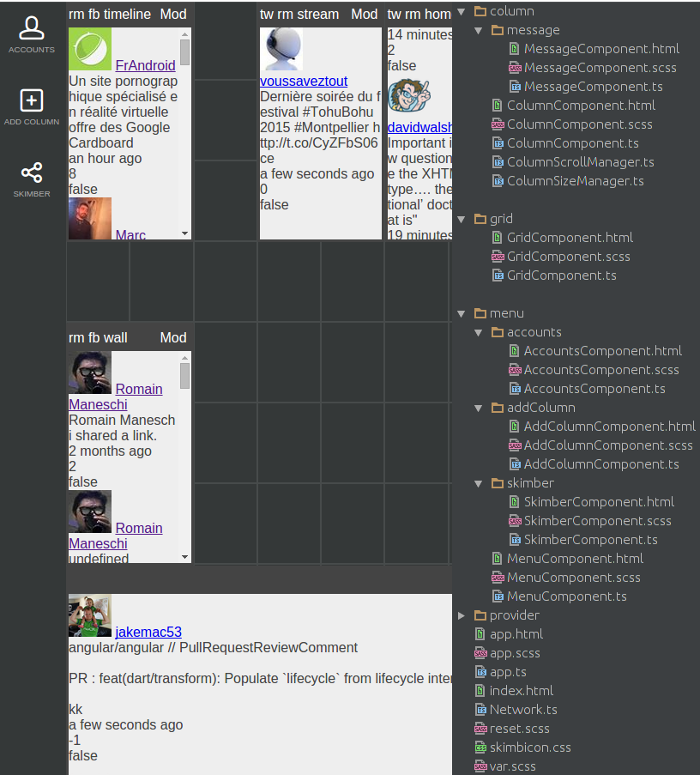 ACCOUNTS
ADD COLUMN
SKIMBER
rm fb timeline Mod
FrAndroid
Un site pornograp
hique spécialisé e
n réalité virtuelle
offre des Google
Cardboard
an hour ago
8
false
Marc
tw rm stream Mod
voussaveztout
Dernière soirée du f
estival #TohuBohu
2015 #Montpellier h
ttp://t.co/CyZFbS06
ce
a few seconds ago
0
false
tw rm hom
14 minutes
2
false
davidwalsh
Important i
w question
e the XHTM
type…. the
tional’ doct
at is"
19 minutes
rm fb wall Mod
Romain
Maneschi
Romain Manesch
i shared a link.
2 months ago
2
false
Romain
Maneschi
undefined
jakemac53
angular/angular // PullRequestReviewComment
PR : feat(dart/transform): Populate `lifecycle` from lifecycle inter
kk
a few seconds ago
-1
false
column
message
MessageComponent.html
MessageComponent.scss
MessageComponent.ts
ColumnComponent.html
ColumnComponent.scss
ColumnComponent.ts
ColumnScrollManager.ts
ColumnSizeManager.ts
grid
GridComponent.html
GridComponent.scss
GridComponent.ts
menu
accounts
AccountsComponent.html
AccountsComponent.scss
AccountsComponent.ts
addColumn
AddColumnComponent.html
AddColumnComponent.scss
AddColumnComponent.ts
skimber
SkimberComponent.html
SkimberComponent.scss
SkimberComponent.ts
MenuComponent.html
MenuComponent.scss
MenuComponent.ts
provider
app.html
app.scss
app.ts
index.html
Network.ts
reset.scss
skimbicon.css
var.scss